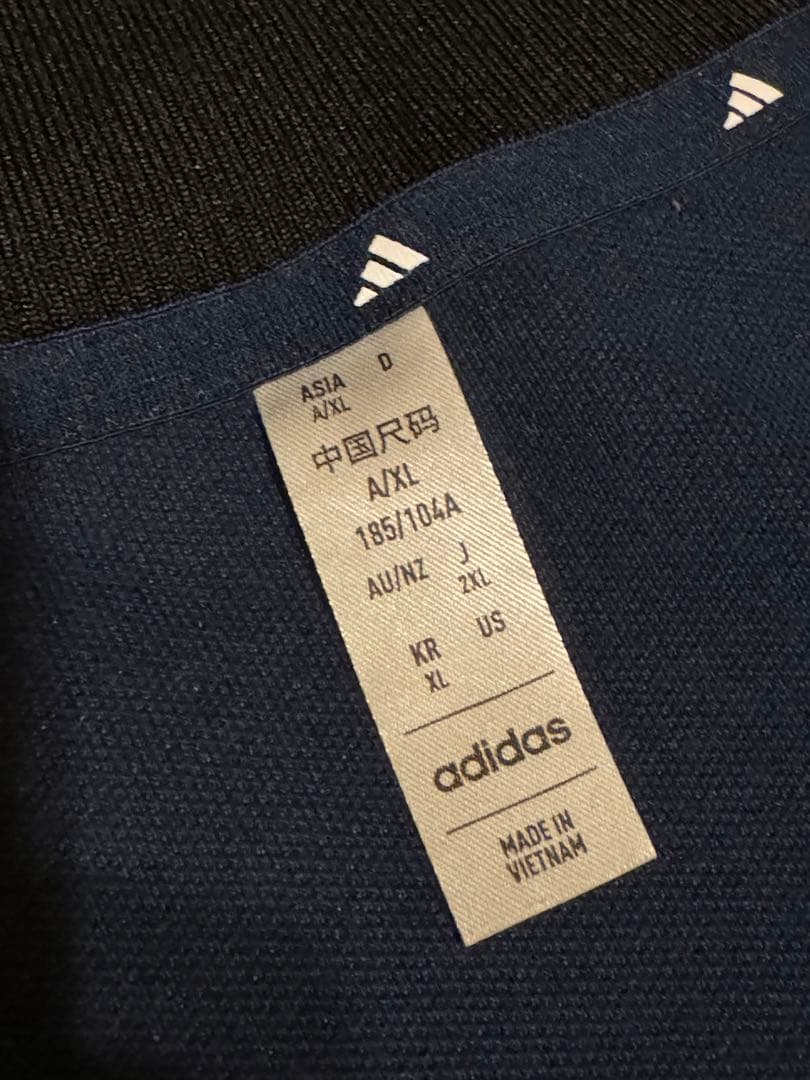 ASIA D
A/XL
中国尺码
A/XL
185/104A
AU/NZ J
2XL
KR US
XL
adidas
MADE IN
VIETNAM